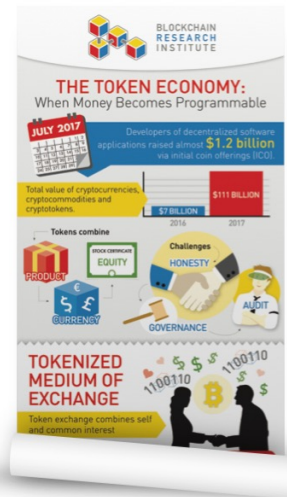 BLOCKCHAIN
RESEARCH
INSTITUTE
THE TOKEN ECONOMY:
When Money Becomes Programmable
JULY 2017
Developers of decentralized software
applications raised almost $1.2 billion
via initial coin offerings (ICO).
Total value of cryptocurrencies,
cryptocommodities and
cryptotokens.
$7 BILLION
$111 BILLION
2016
2017
Tokens combine
STOCK CERTIFICATE
EQUITY
PRODUCT
$ €
CURRENCY
Challenges
HONESTY
AUDIT
GOVERNANCE
TOKENIZED
MEDIUM OF
EXCHANGE
1100110
$ $ $
1100110
$
$
Token exchange combines self
and common interest